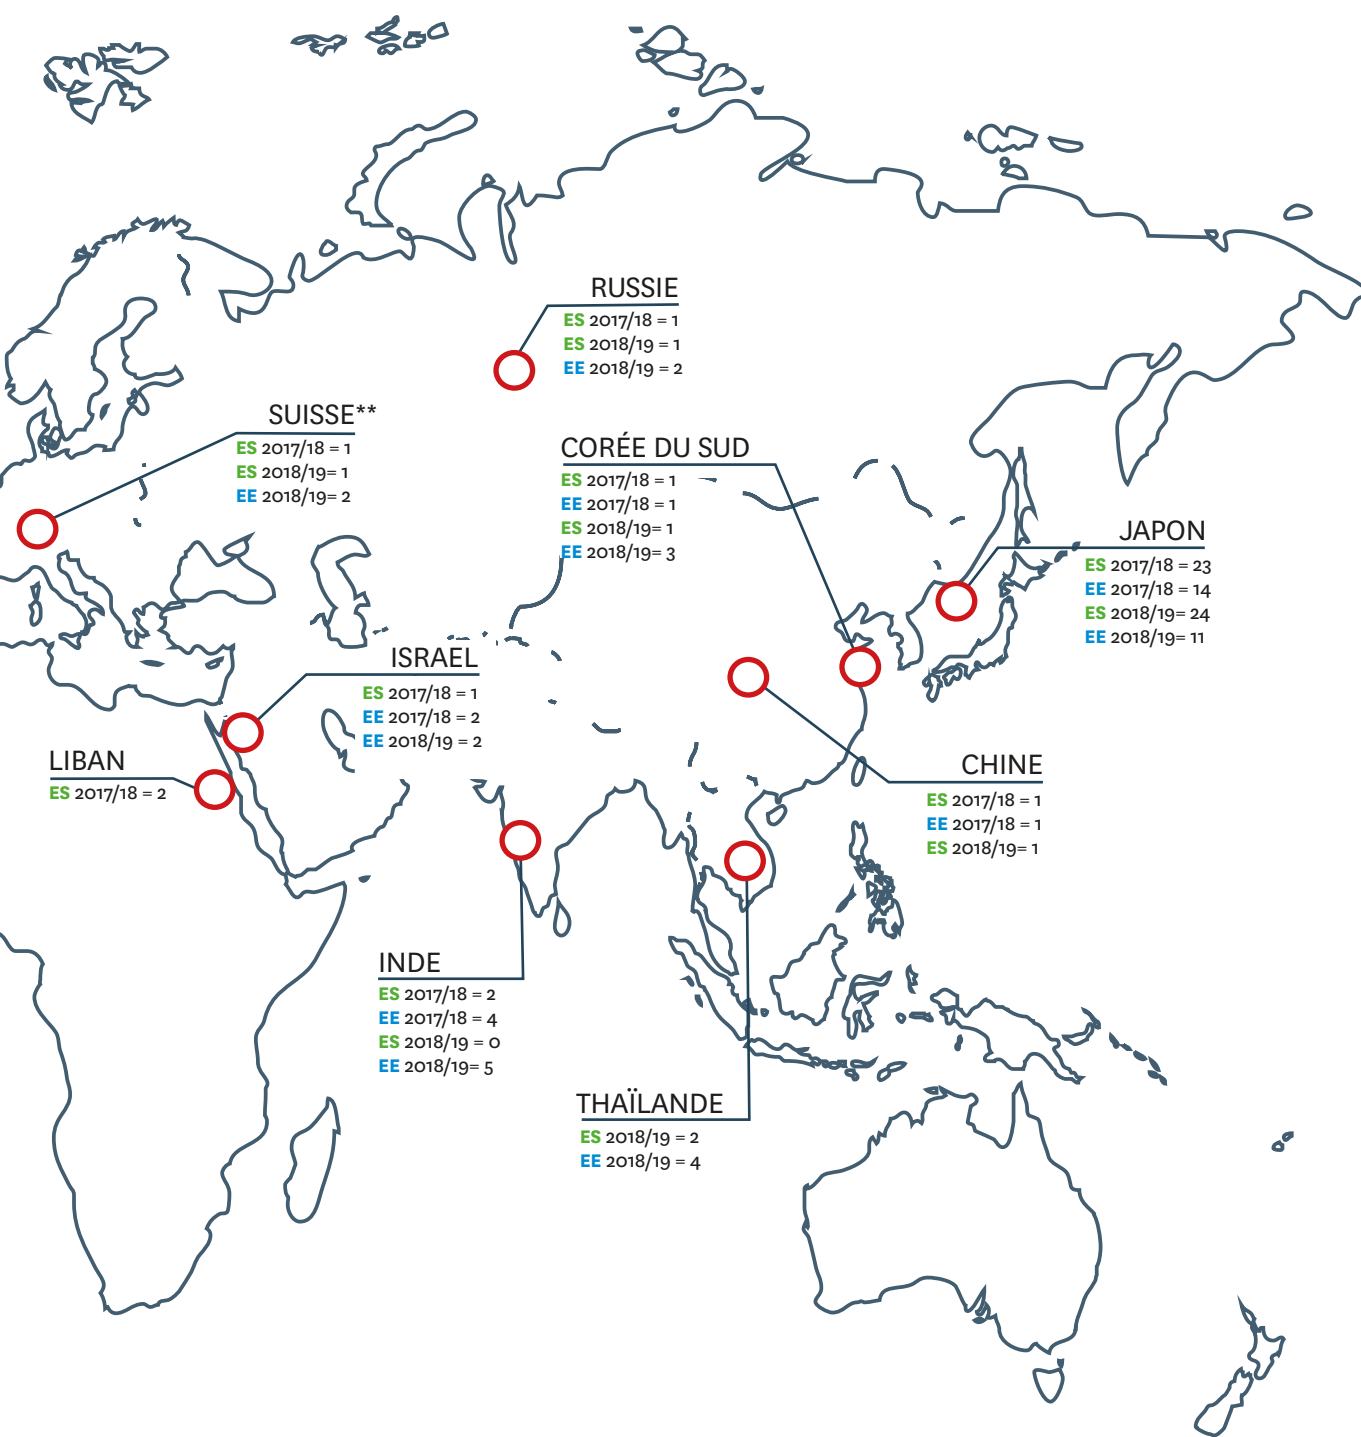 RUSSIE
ES 2017/18 = 1
ES 2018/19 = 1
EE 2018/19 = 2
SUISSE**
ES 2017/18 = 1
ES 2018/19= 1
EE 2018/19= 2
CORÉE DU SUD
ES 2017/18 = 1
EE 2017/18 = 1
ES 2018/19= 1
EE 2018/19= 3
JAPON
ES 2017/18 = 23
EE 2017/18 = 14
ES 2018/19= 24
EE 2018/19= 11
ISRAEL
ES 2017/18 = 1
EE 2017/18 = 2
EE 2018/19 = 2
LIBAN
ES 2017/18 = 2
CHINE
ES 2017/18 = 1
EE 2017/18 = 1
ES 2018/19= 1
INDE
ES 2017/18 = 2
EE 2017/18 = 4
ES 2018/19 = 0
EE 2018/19= 5
THAÏLANDE
ES 2018/19 = 2
EE 2018/19 = 4